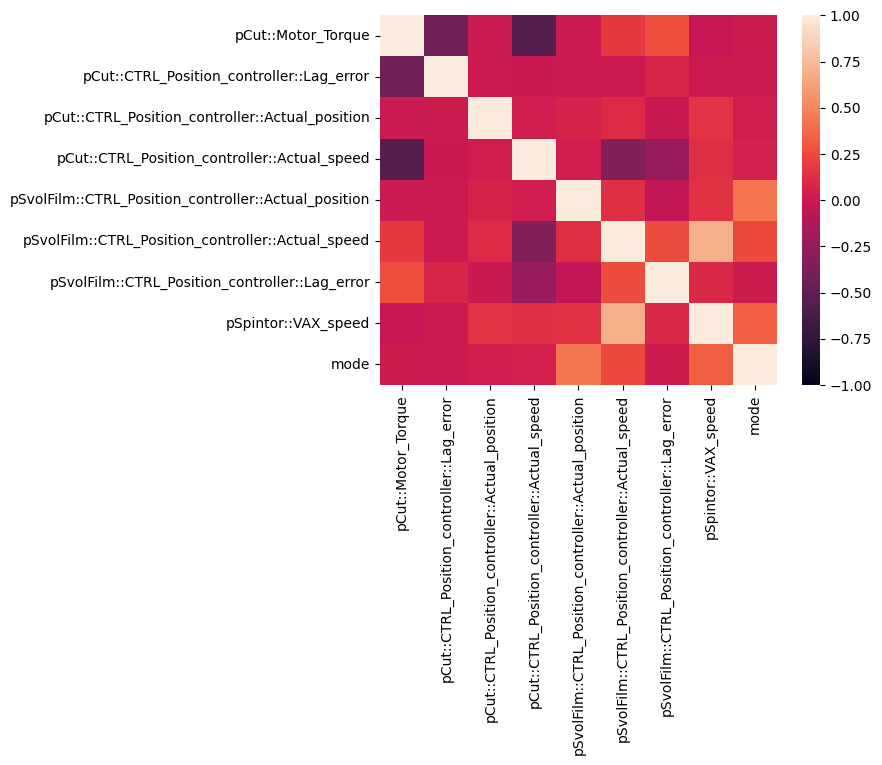 pCut::Motor_Torque
pCut::CTRL_Position_controller::Lag_error
pCut::CTRL_Position_controller::Actual_position
pCut::CTRL_Position_controller::Actual_speed
pSvolFilm::CTRL_Position_controller::Actual_position
pSvolFilm::CTRL_Position_controller::Actual_speed
pSvolFilm::CTRL_Position_controller::Lag_error
pSpintor::VAX_speed
mode
pCut::Motor_Torque
pCut::CTRL_Position_controller::Lag_error
pCut::CTRL_Position_controller::Actual_position
pCut::CTRL_Position_controller::Actual_speed
pSvolFilm::CTRL_Position_controller::Actual_position
pSvolFilm::CTRL_Position_controller::Actual_speed
pSvolFilm::CTRL_Position_controller::Lag_error
pSpintor::VAX_speed
mode
1.00
0.75
0.50
0.25
0.00
−0.25
−0.50
−0.75
−1.00